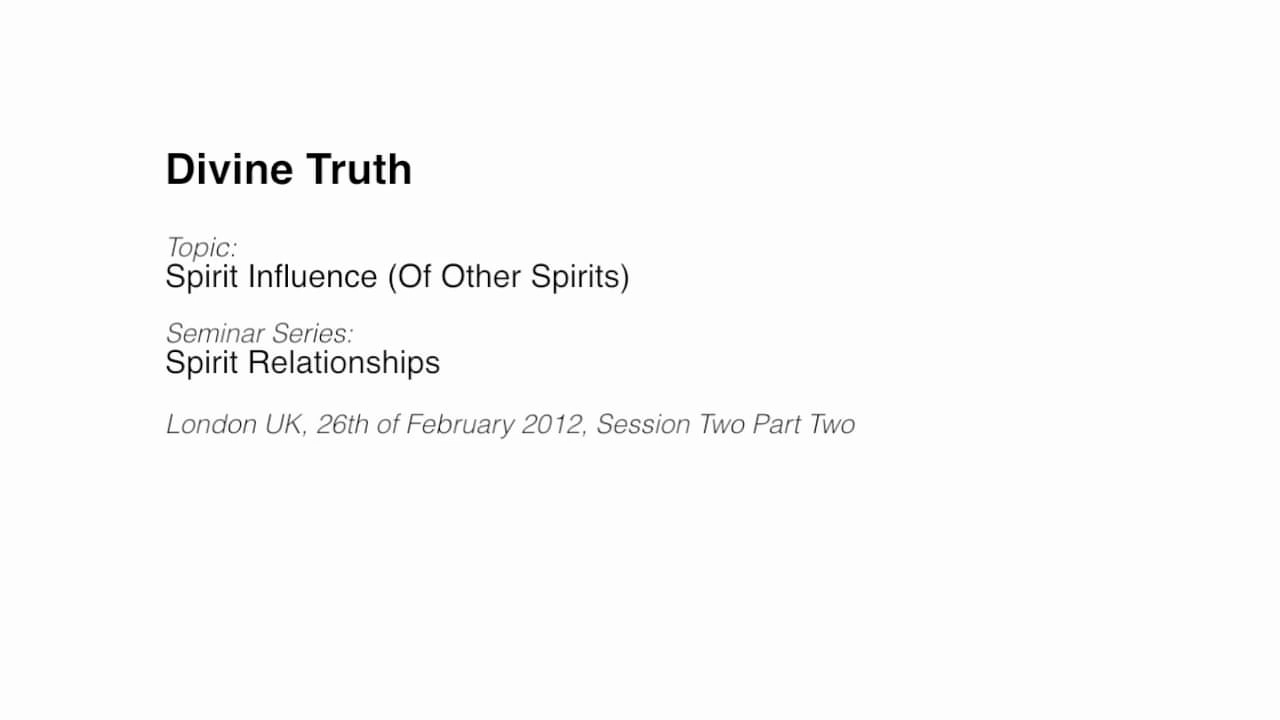 Divine Truth
Topic:
Spirit Influence (Of Other Spirits)
Seminar Series:
Spirit Relationships
London UK, 26th of February 2012, Session Two Part Two